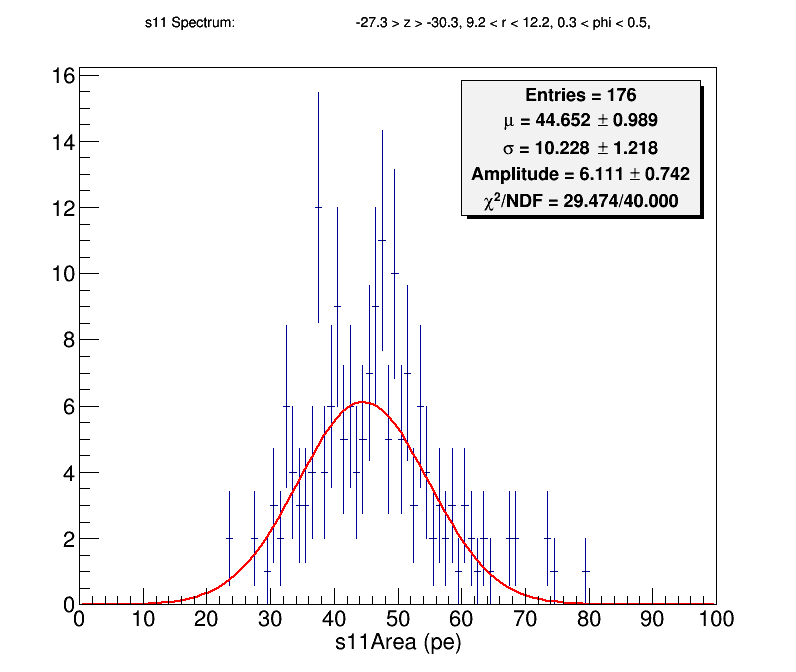 s11 Spectrum: -27.3 > z > -30.3, 9.2 < r < 12.2, 0.3 < phi < 0.5,
Entries = 176
μ = 44.652 ± 0.989
σ = 10.228 ± 1.218
Amplitude = 6.111 ± 0.742
χ²/NDF = 29.474/40.000
16
14
12
10
8
6
4
2
0
0 10 20 30 40 50 60 70 80 90 100
s11Area (pe)